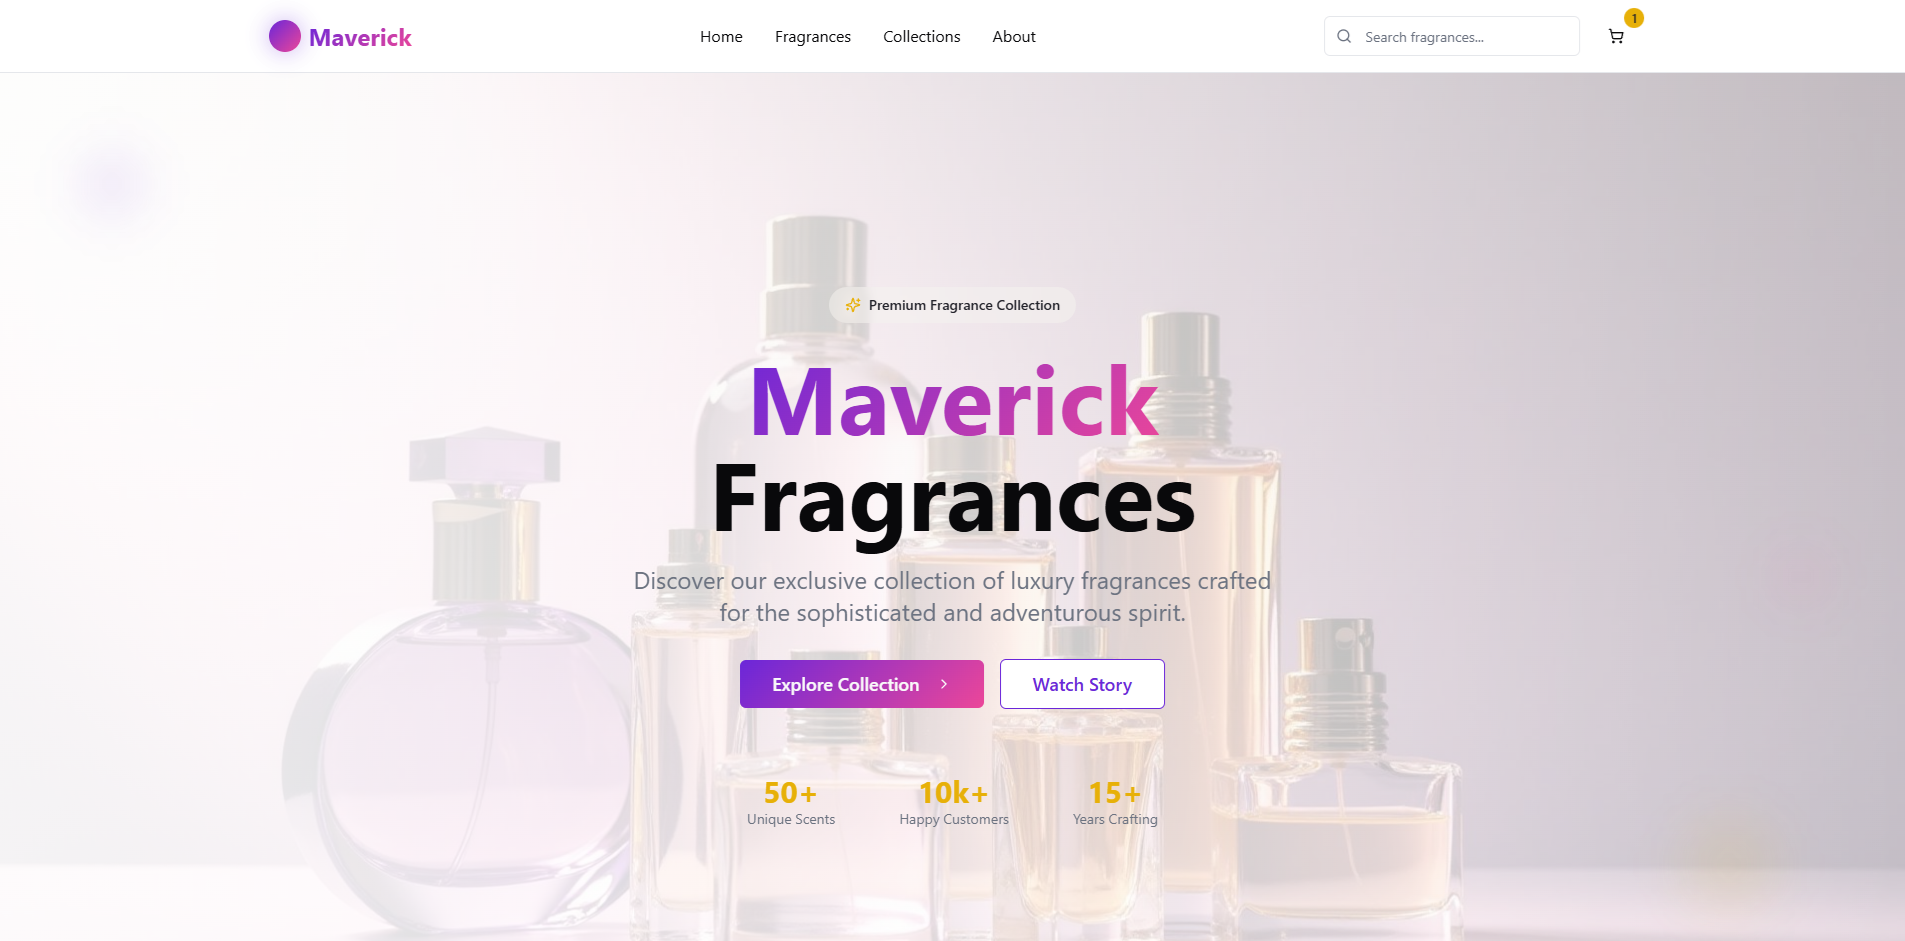 Maverick
Home
Fragrances
Collections
About
Search fragrances...
1
Premium Fragrance Collection
Maverick
Fragrances
Discover our exclusive collection of luxury fragrances crafted
for the sophisticated and adventurous spirit.
Explore Collection
Watch Story
50+
Unique Scents
10k+
Happy Customers
15+
Years Crafting